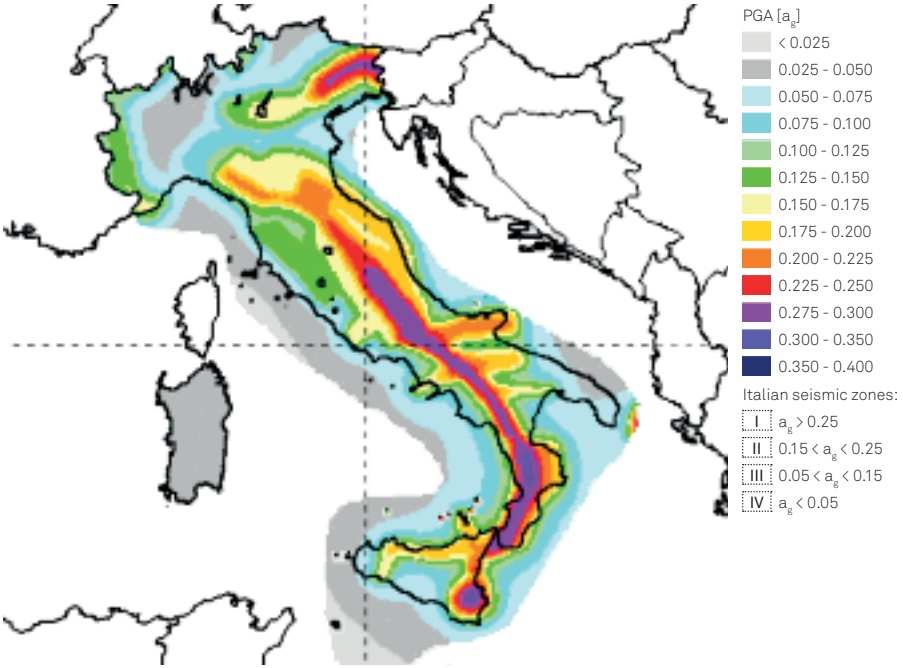 PGA [ag]
< 0.025
0.025 - 0.050
0.050 - 0.075
0.075 - 0.100
0.100 - 0.125
0.125 - 0.150
0.150 - 0.175
0.175 - 0.200
0.200 - 0.225
0.225 - 0.250
0.275 - 0.300
0.300 - 0.350
0.350 - 0.400
Italian seismic zones:
I ag > 0.25
II 0.15 < ag < 0.25
III 0.05 < ag < 0.15
IV ag < 0.05